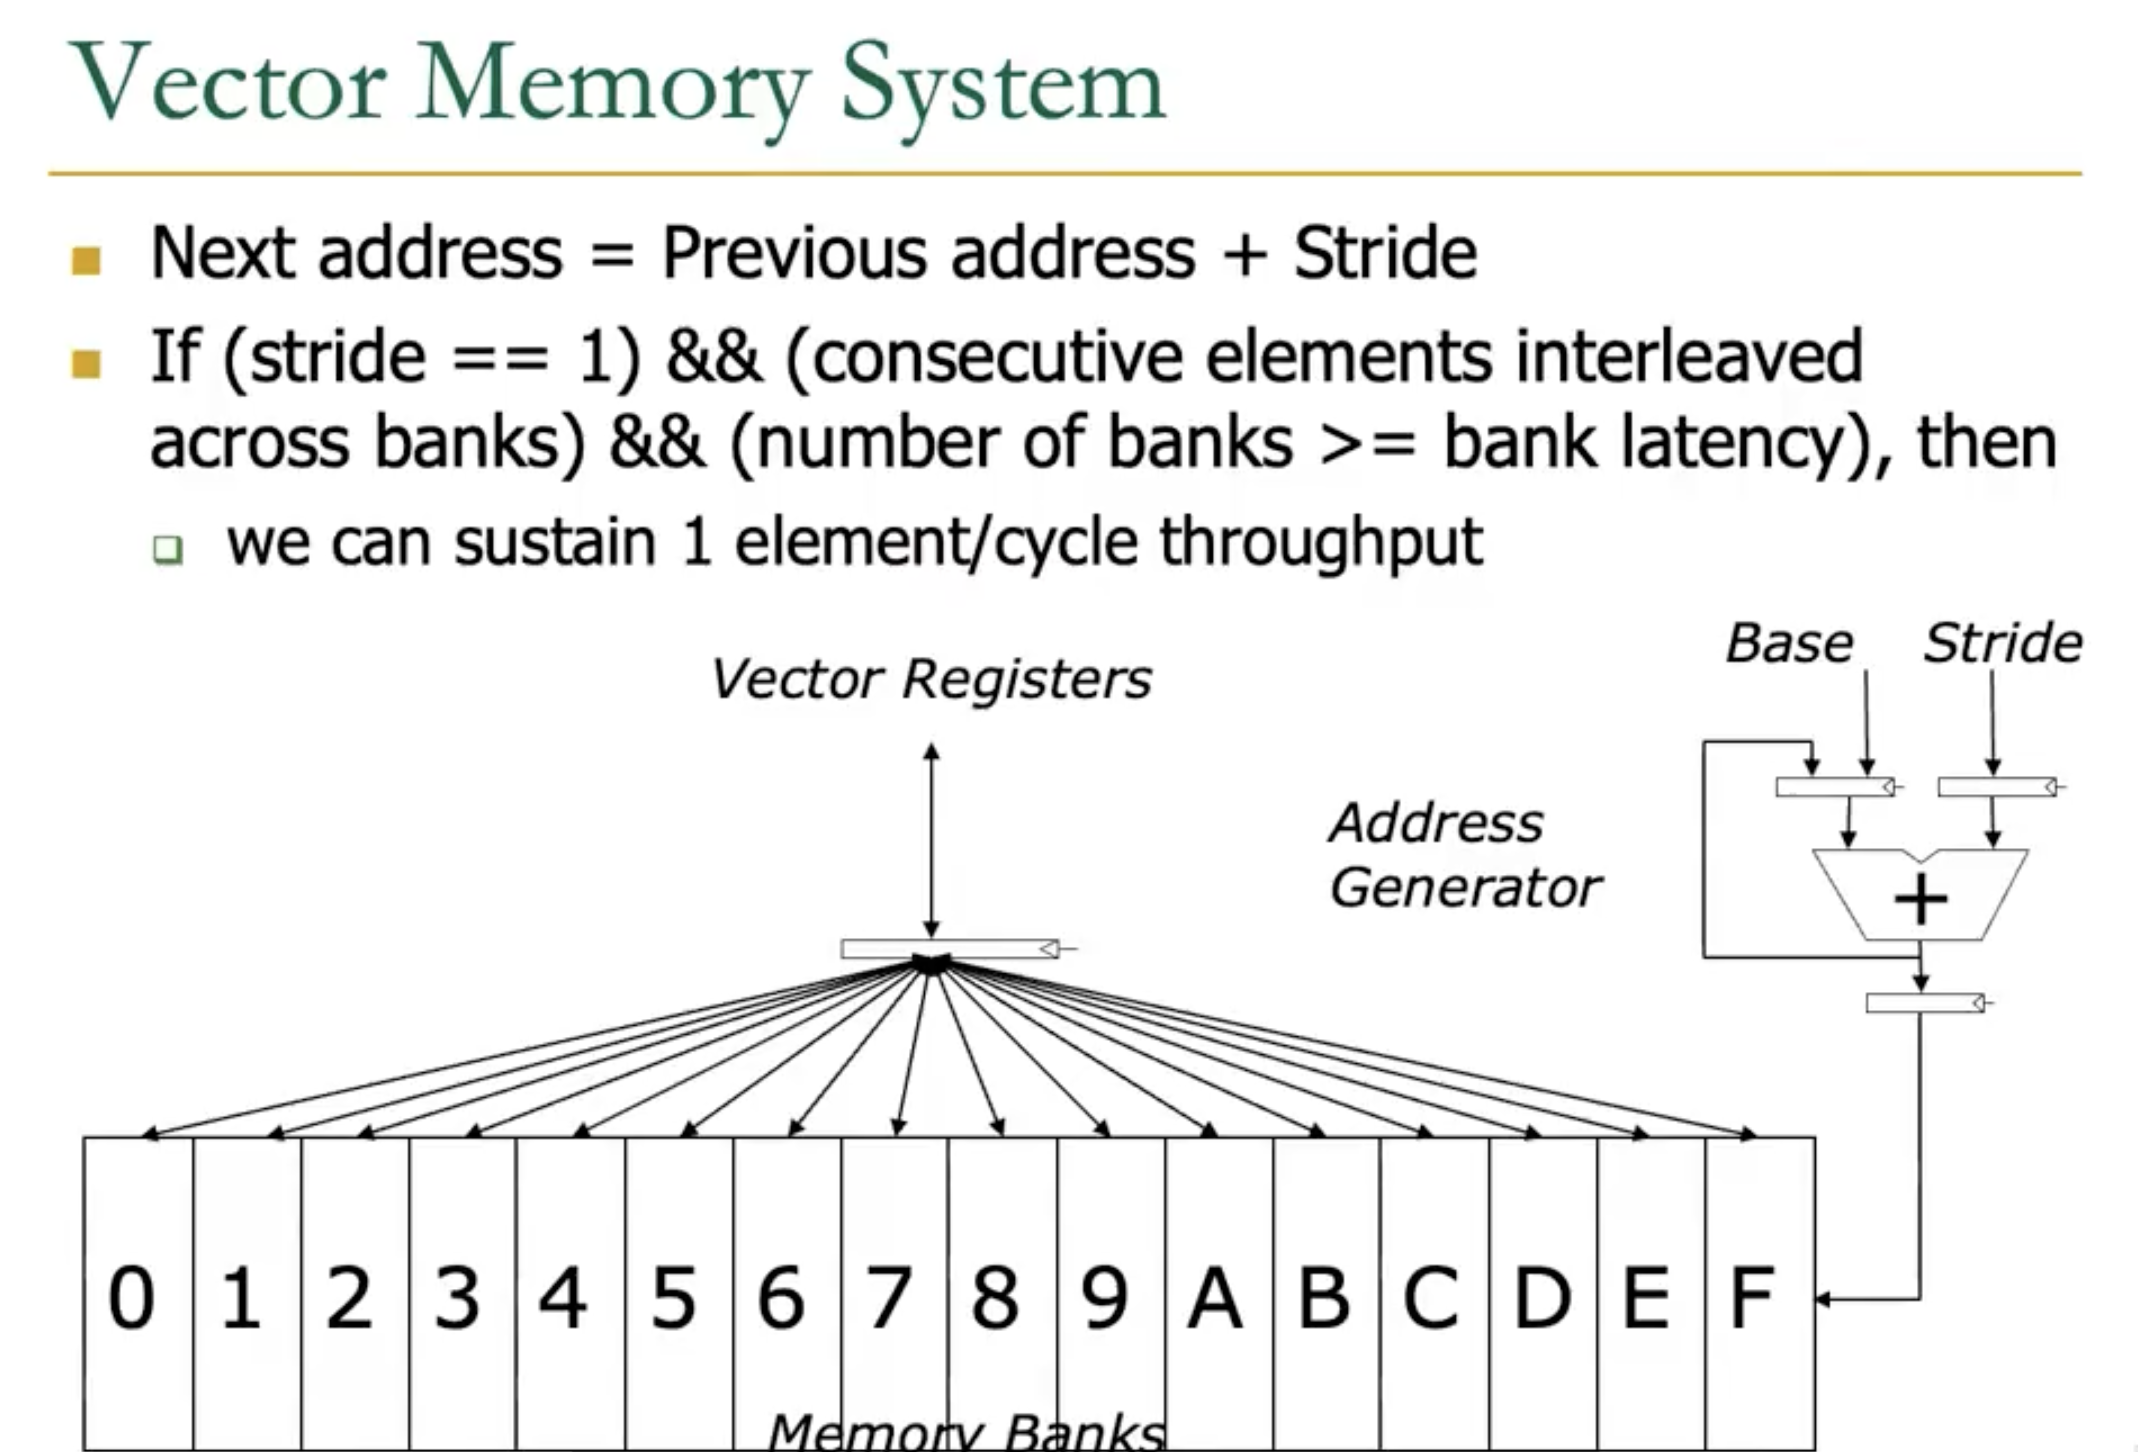 Vector Memory System
Next address = Previous address + Stride
If (stride == 1) && (consecutive elements interleaved
across banks) && (number of banks >= bank latency), then
we can sustain 1 element/cycle throughput
Base Stride
Vector Registers
Address
Generator
+
0 1 2 3 4 5 6 7 8 9 A B C D E F
Memory Banks